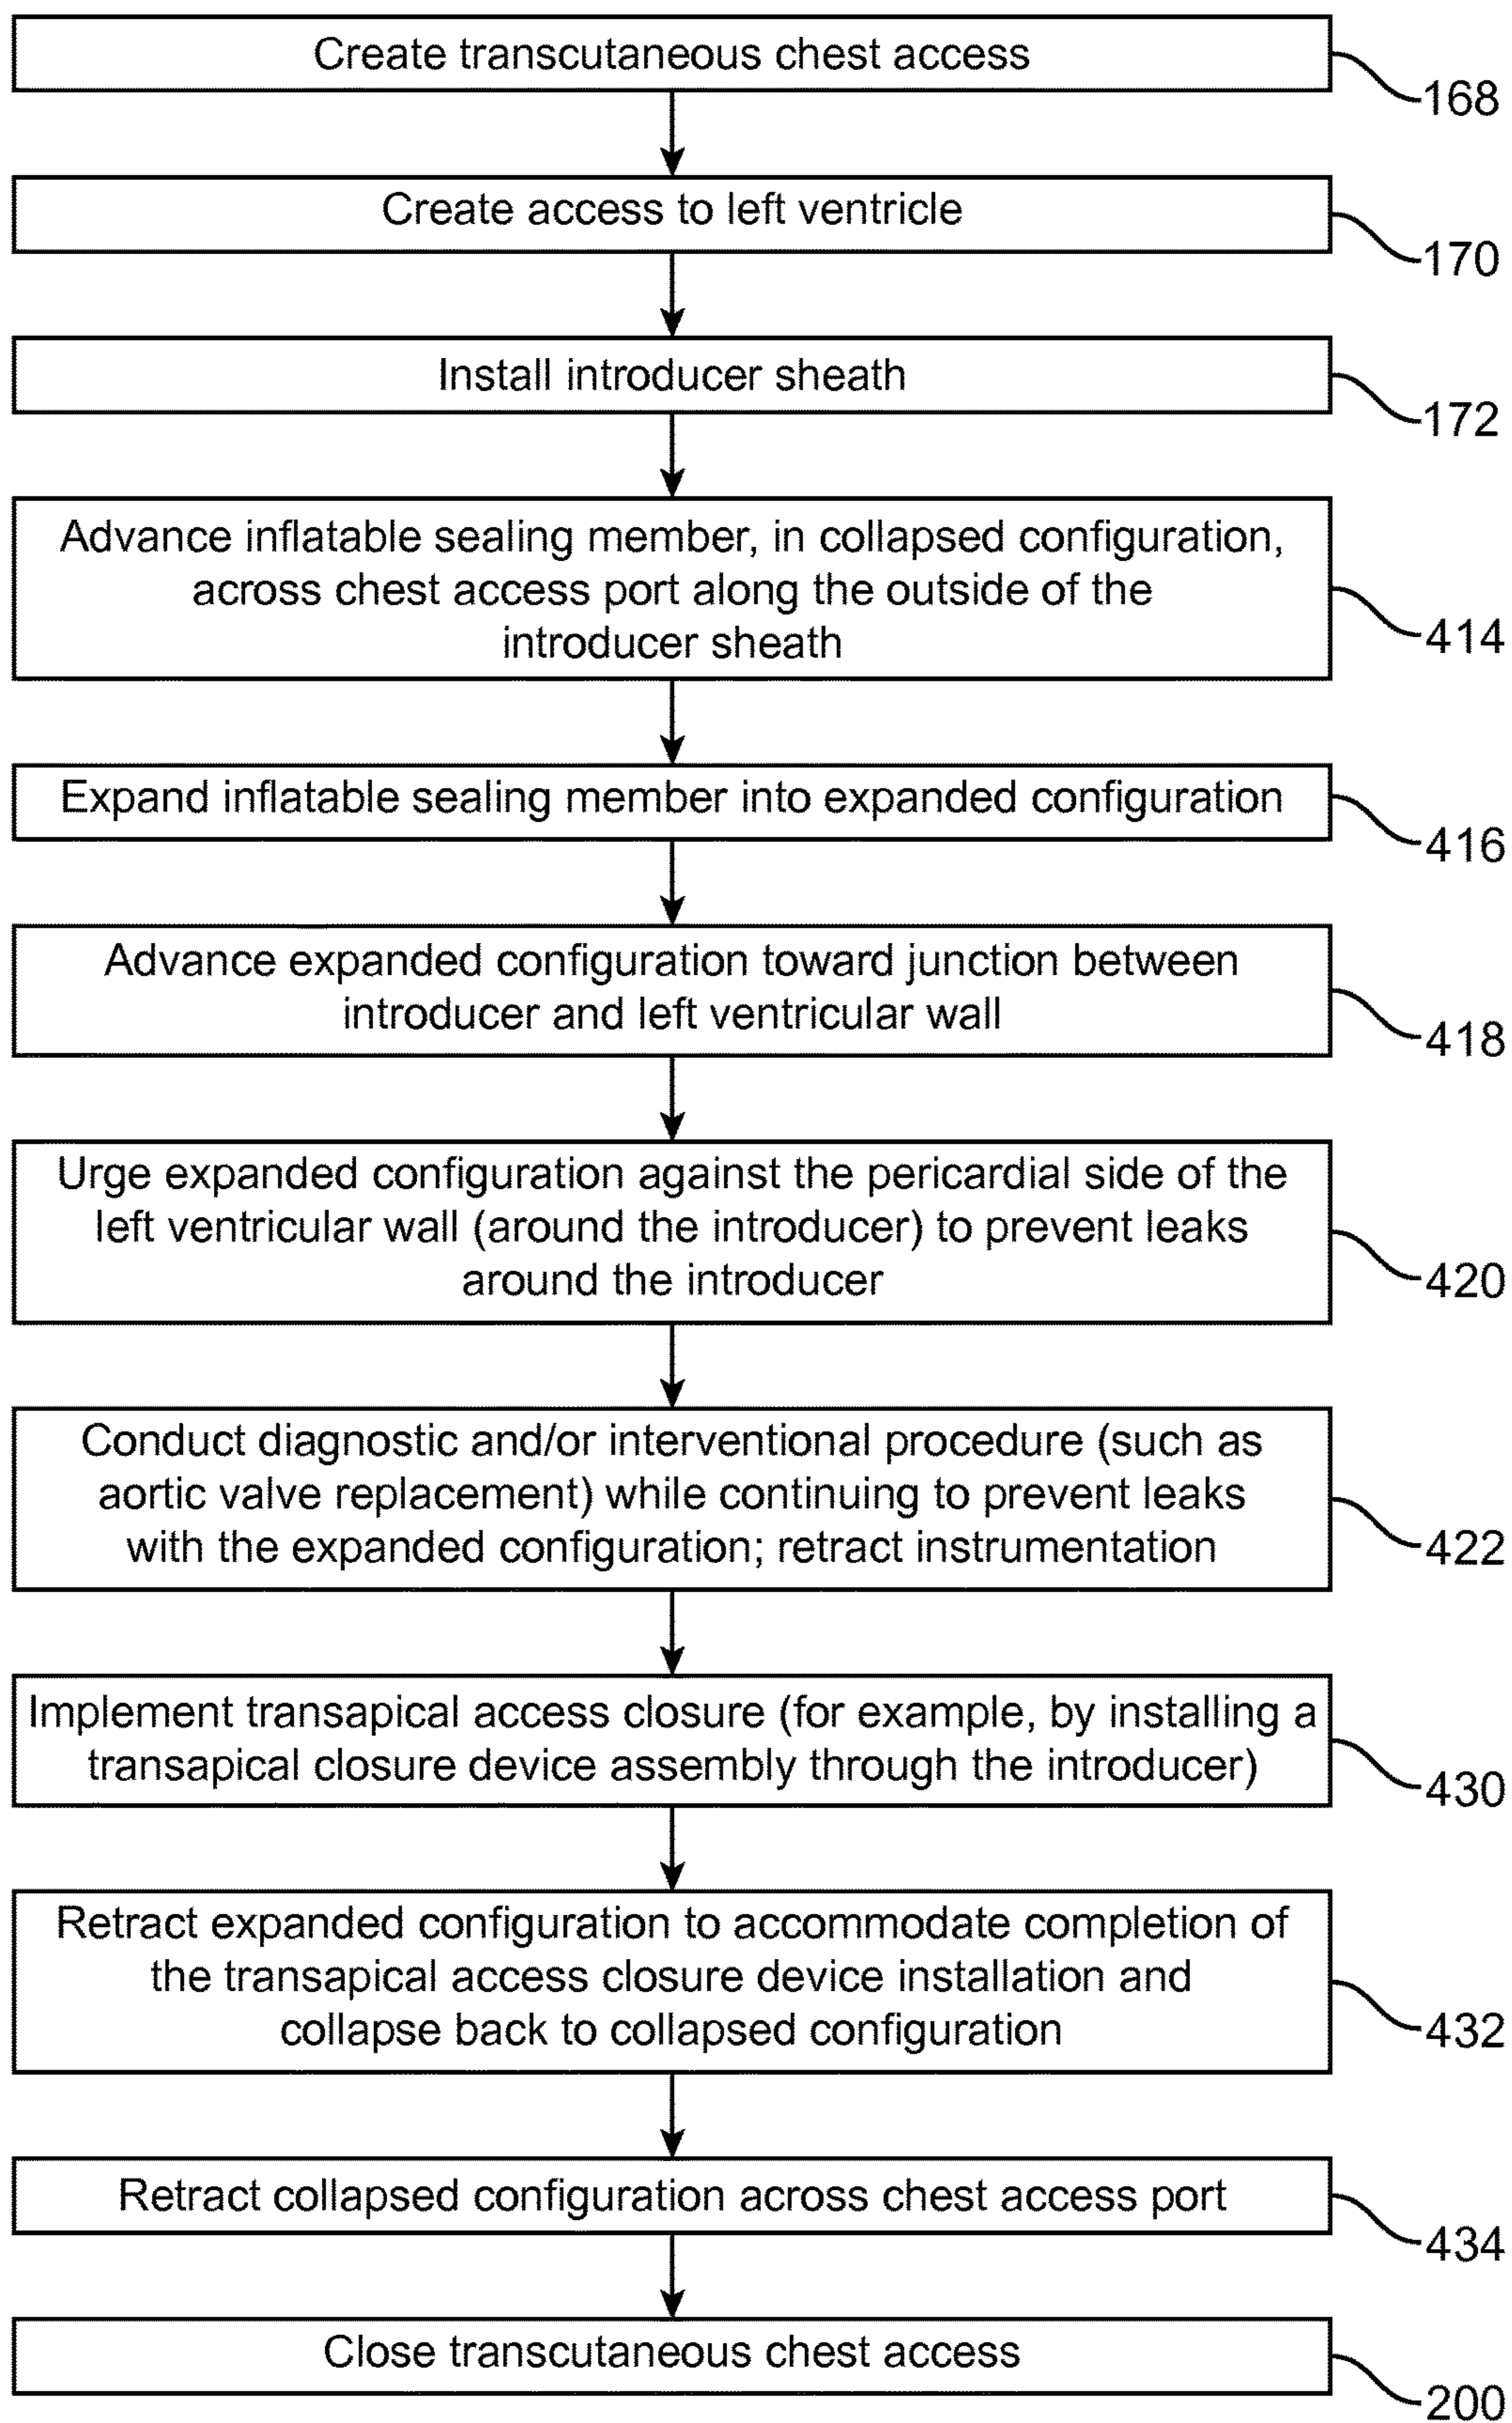 Create transcutaneous chest access
168
Create access to left ventricle
170
Install introducer sheath
172
Advance inflatable sealing member, in collapsed configuration,
across chest access port along the outside of the
introducer sheath
414
Expand inflatable sealing member into expanded configuration
416
Advance expanded configuration toward junction between
introducer and left ventricular wall
418
Urge expanded configuration against the pericardial side of the
left ventricular wall (around the introducer) to prevent leaks
around the introducer
420
Conduct diagnostic and/or interventional procedure (such as
aortic valve replacement) while continuing to prevent leaks
with the expanded configuration; retract instrumentation
422
Implement transapical access closure (for example, by installing a
transapical closure device assembly through the introducer)
430
Retract expanded configuration to accommodate completion of
the transapical access closure device installation and
collapse back to collapsed configuration
432
Retract collapsed configuration across chest access port
434
Close transcutaneous chest access
200